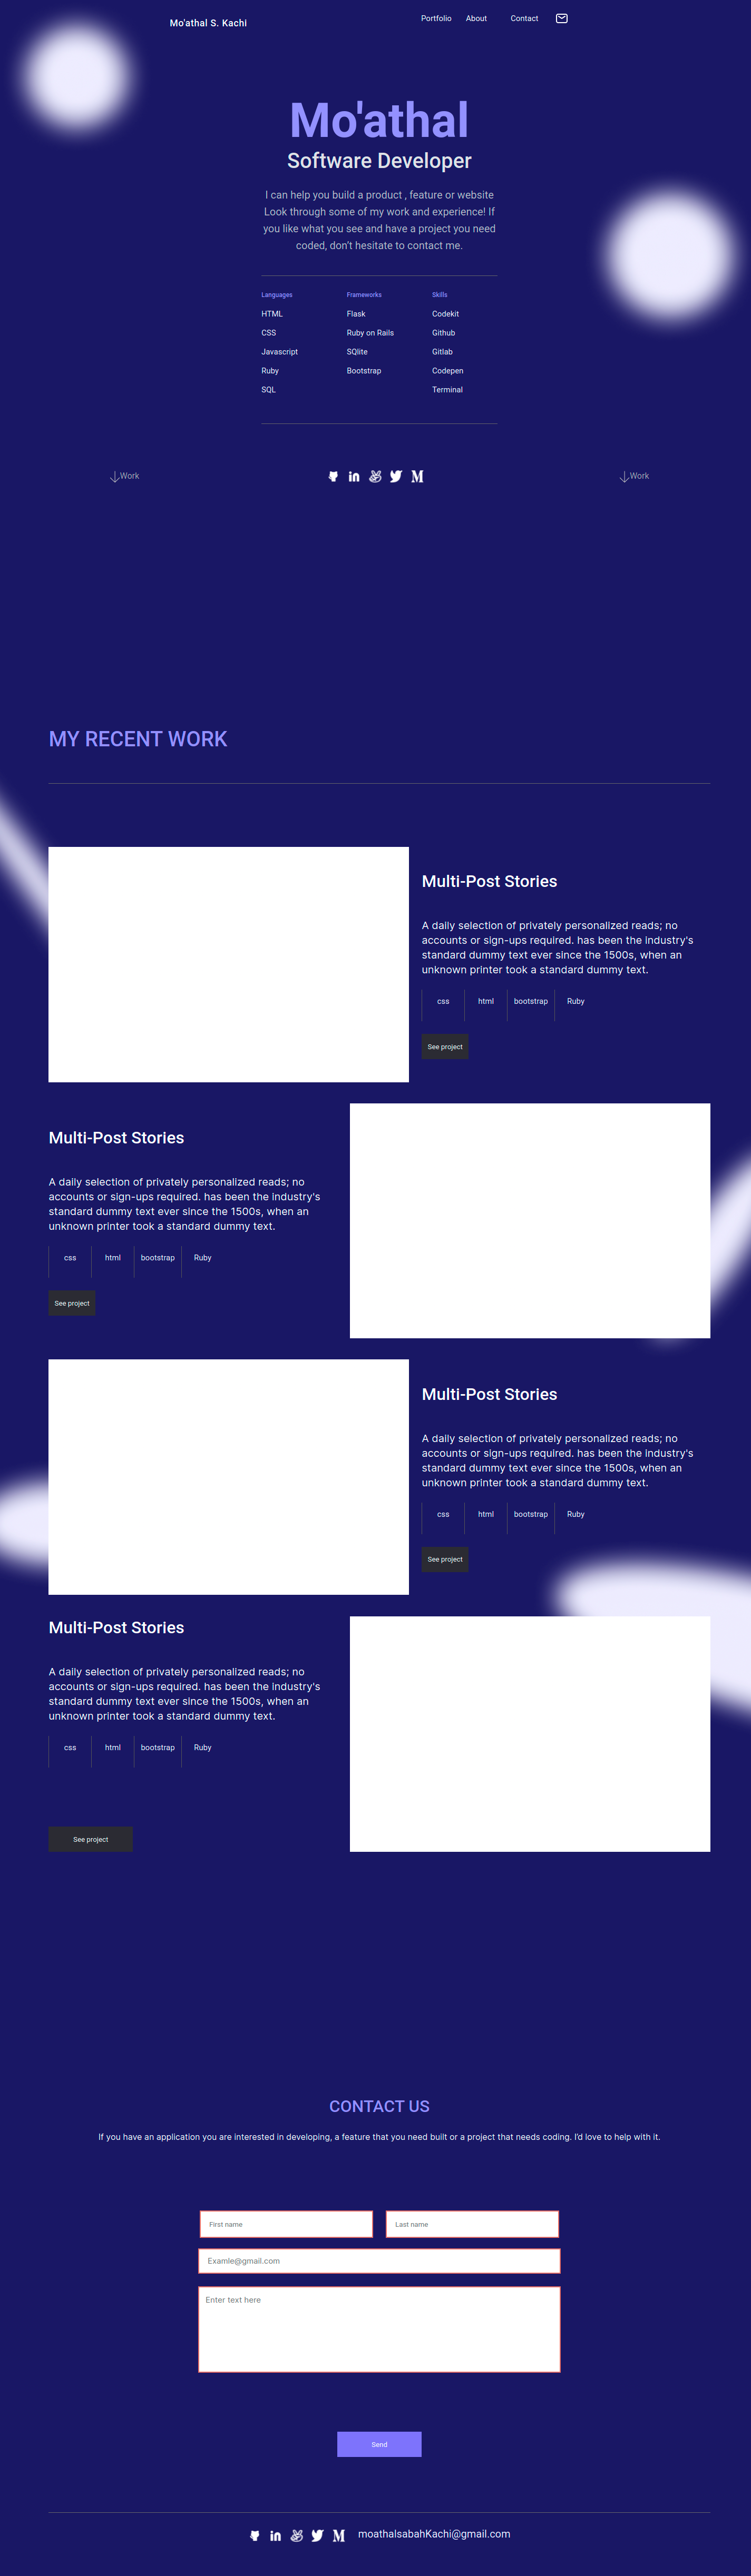 Mo'athal S. Kachi
Portfolio
About
Contact
Mo'athal
Software Developer
I can help you build a product , feature or website
Look through some of my work and experience! If
you like what you see and have a project you need
coded, don't hesitate to contact me.
Languages
HTML
CSS
Javascript
Ruby
SQL
Frameworks
Flask
Ruby on Rails
SQlite
Bootstrap
Skills
Codekit
Github
Gitlab
Codepen
Terminal
Work
Work
MY RECENT WORK
Multi-Post Stories
A daily selection of privately personalized reads; no
accounts or sign-ups required. has been the industry's
standard dummy text ever since the 1500s, when an
unknown printer took a standard dummy text.
css html bootstrap Ruby
See project
Multi-Post Stories
A daily selection of privately personalized reads; no
accounts or sign-ups required. has been the industry's
standard dummy text ever since the 1500s, when an
unknown printer took a standard dummy text.
css html bootstrap Ruby
See project
Multi-Post Stories
A daily selection of privately personalized reads; no
accounts or sign-ups required. has been the industry's
standard dummy text ever since the 1500s, when an
unknown printer took a standard dummy text.
css html bootstrap Ruby
See project
Multi-Post Stories
A daily selection of privately personalized reads; no
accounts or sign-ups required. has been the industry's
standard dummy text ever since the 1500s, when an
unknown printer took a standard dummy text.
css html bootstrap Ruby
See project
CONTACT US
If you have an application you are interested in developing, a feature that you need built or a project that needs coding. I'd love to help with it.
First name
Last name
Examle@gmail.com
Enter text here
Send
moathalsabahKachi@gmail.com